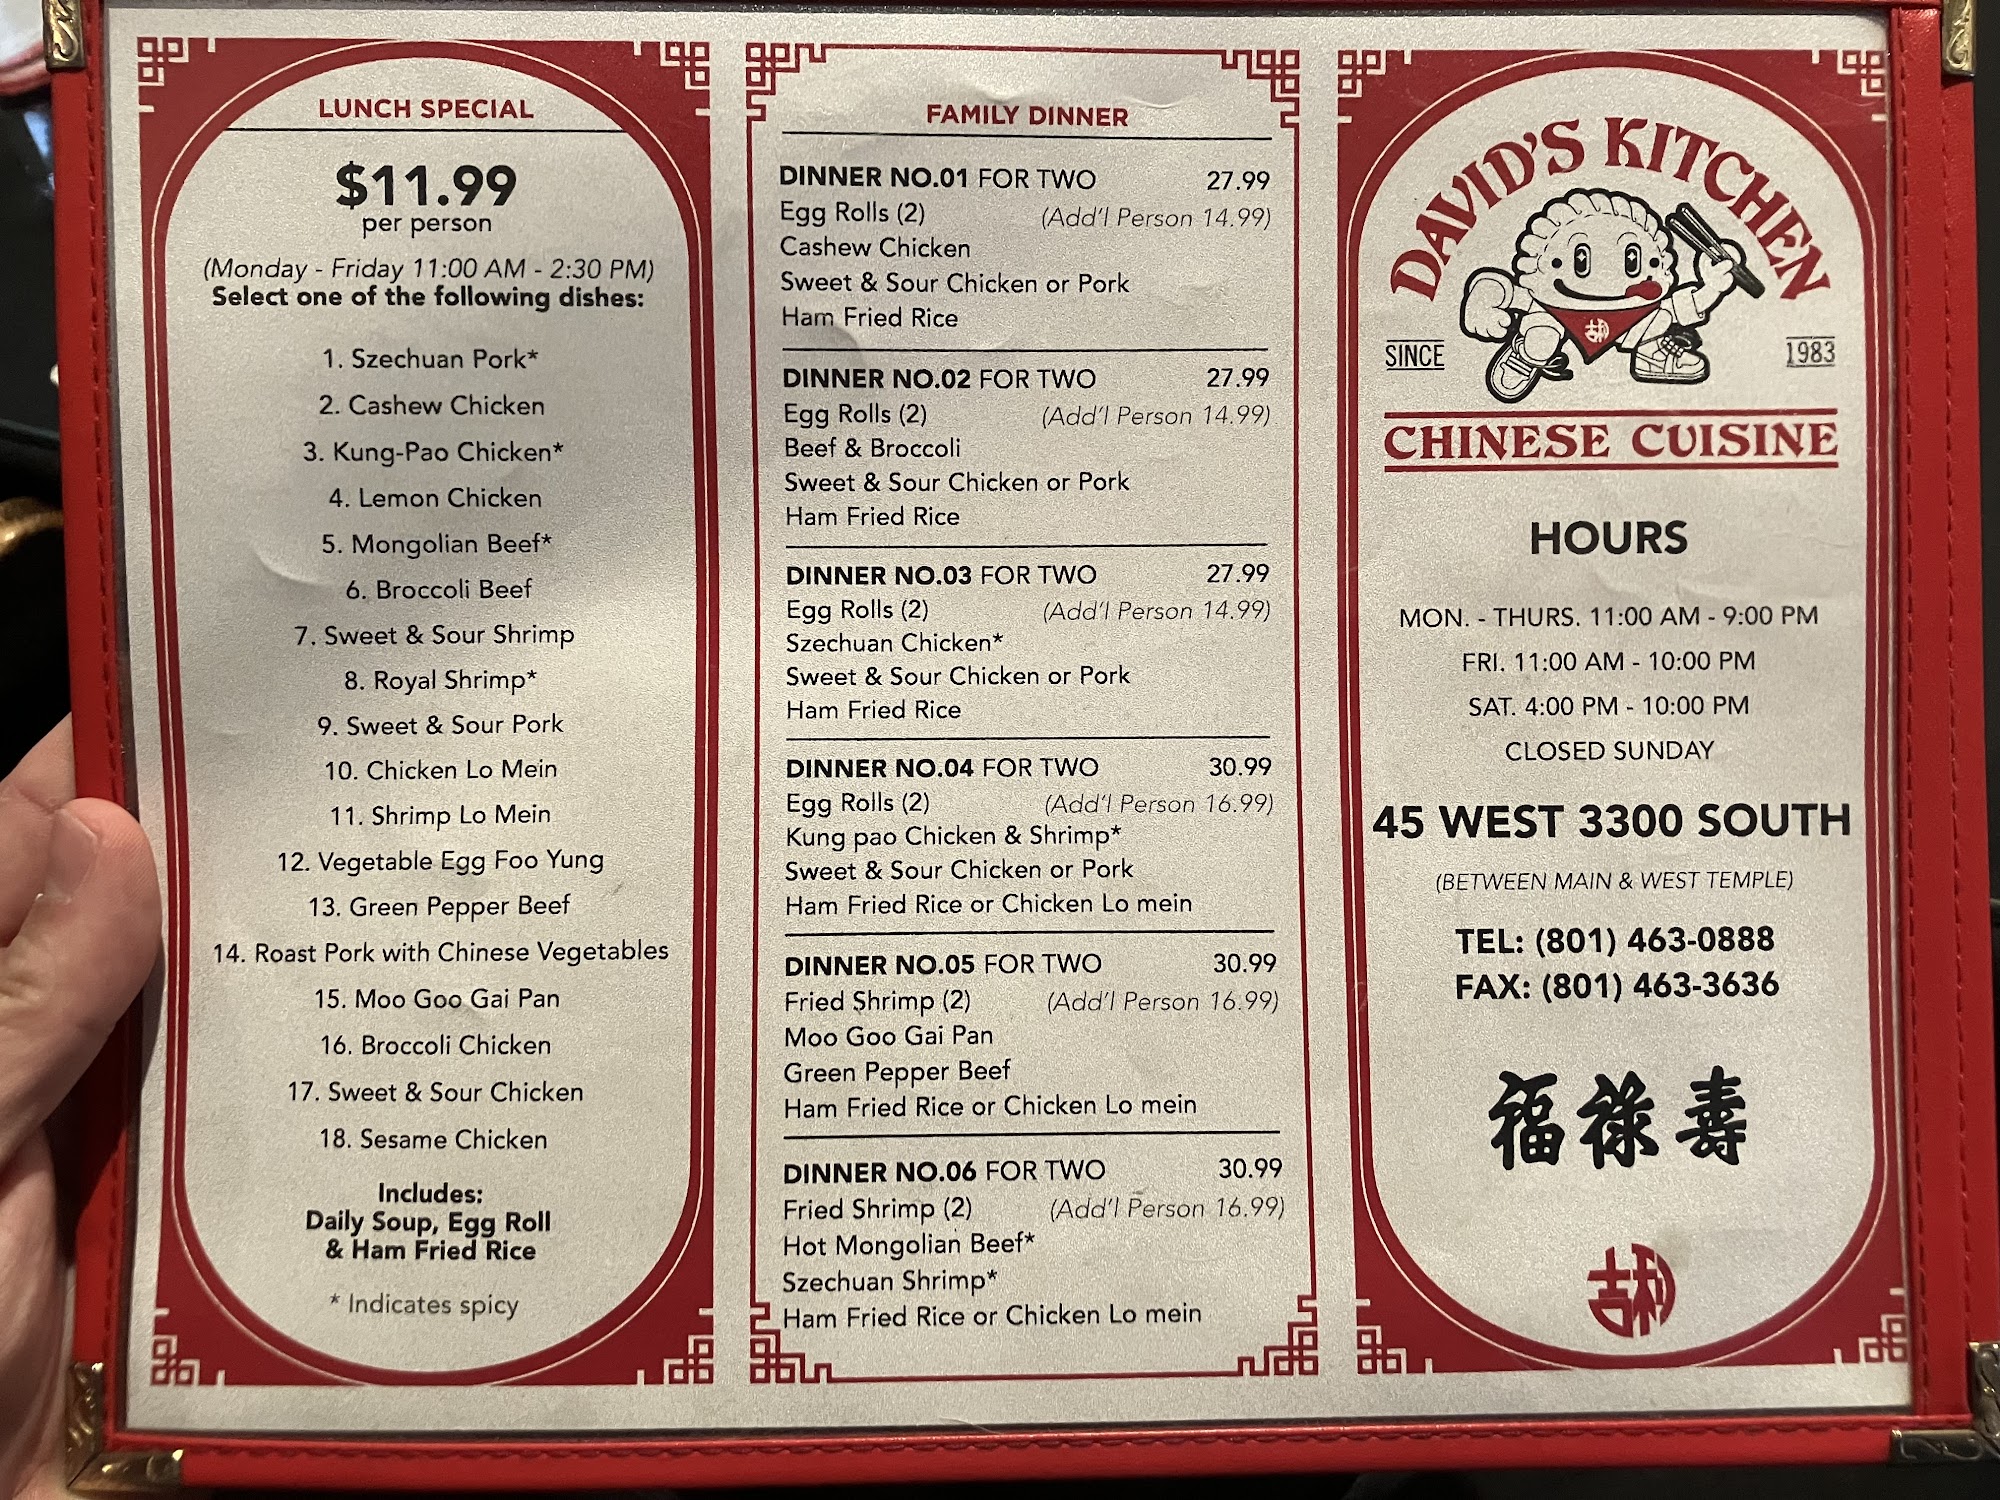 LUNCH SPECIAL
$11.99
per person
(Monday - Friday 11:00 AM - 2:30 PM)
Select one of the following dishes:
1. Szechuan Pork*
2. Cashew Chicken
3. Kung-Pao Chicken*
4. Lemon Chicken
5. Mongolian Beef*
6. Broccoli Beef
7. Sweet & Sour Shrimp
8. Royal Shrimp*
9. Sweet & Sour Pork
10. Chicken Lo Mein
11. Shrimp Lo Mein
12. Vegetable Egg Foo Yung
13. Green Pepper Beef
14. Roast Pork with Chinese Vegetables
15. Moo Goo Gai Pan
16. Broccoli Chicken
17. Sweet & Sour Chicken
18. Sesame Chicken
Includes:
Daily Soup, Egg Roll
& Ham Fried Rice
* Indicates spicy
FAMILY DINNER
DINNER NO.01 FOR TWO 27.99
Egg Rolls (2) (Add'l Person 14.99)
Cashew Chicken
Sweet & Sour Chicken or Pork
Ham Fried Rice
DINNER NO.02 FOR TWO 27.99
Egg Rolls (2) (Add'l Person 14.99)
Beef & Broccoli
Sweet & Sour Chicken or Pork
Ham Fried Rice
DINNER NO.03 FOR TWO 27.99
Egg Rolls (2) (Add'l Person 14.99)
Szechuan Chicken*
Sweet & Sour Chicken or Pork
Ham Fried Rice
DINNER NO.04 FOR TWO 30.99
Egg Rolls (2) (Add'l Person 16.99)
Kung pao Chicken & Shrimp*
Sweet & Sour Chicken or Pork
Ham Fried Rice or Chicken Lo mein
DINNER NO.05 FOR TWO 30.99
Fried Shrimp (2) (Add'l Person 16.99)
Moo Goo Gai Pan
Green Pepper Beef
Ham Fried Rice or Chicken Lo mein
DINNER NO.06 FOR TWO 30.99
Fried Shrimp (2) (Add'l Person 16.99)
Hot Mongolian Beef*
Szechuan Shrimp*
Ham Fried Rice or Chicken Lo mein
DAVID'S KITCHEN
SINCE 1983
CHINESE CUISINE
HOURS
MON. - THURS. 11:00 AM - 9:00 PM
FRI. 11:00 AM - 10:00 PM
SAT. 4:00 PM - 10:00 PM
CLOSED SUNDAY
45 WEST 3300 SOUTH
(BETWEEN MAIN & WEST TEMPLE)
TEL: (801) 463-0888
FAX: (801) 463-3636
福祿壽